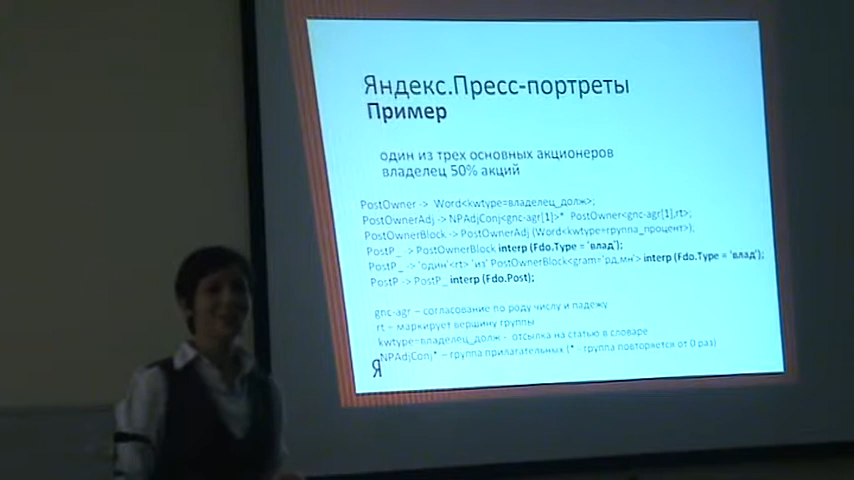 Яндекс.Пресс-портреты
Пример
один из трех основных акционеров
владелец 50% акций
PostOwner -> Word<kwtype=владелец_долж>;
PostOwnerAdj -> NPAdjConj<gnc-agr[1]>* PostOwner<gnc-agr[1],rt>;
PostOwnerBlock -> PostOwnerAdj (Word<kwtype=группа_процент>);
PostP_ -> PostOwnerBlock interp (Fdo.Type = 'влад');
PostP_ -> 'один'<rt> 'из' PostOwnerBlock<gram='рд,мн'> interp (Fdo.Type = 'влад');
PostP -> PostP_ interp (Fdo.Post);
gnc-agr – согласование по роду числу и падежу
rt – маркирует вершину группы
kwtype=владелец_долж - отсылка на статью в словаре
NPAdjConj* – группа прилагательных (* - группа повторяется от 0 раз)
Я